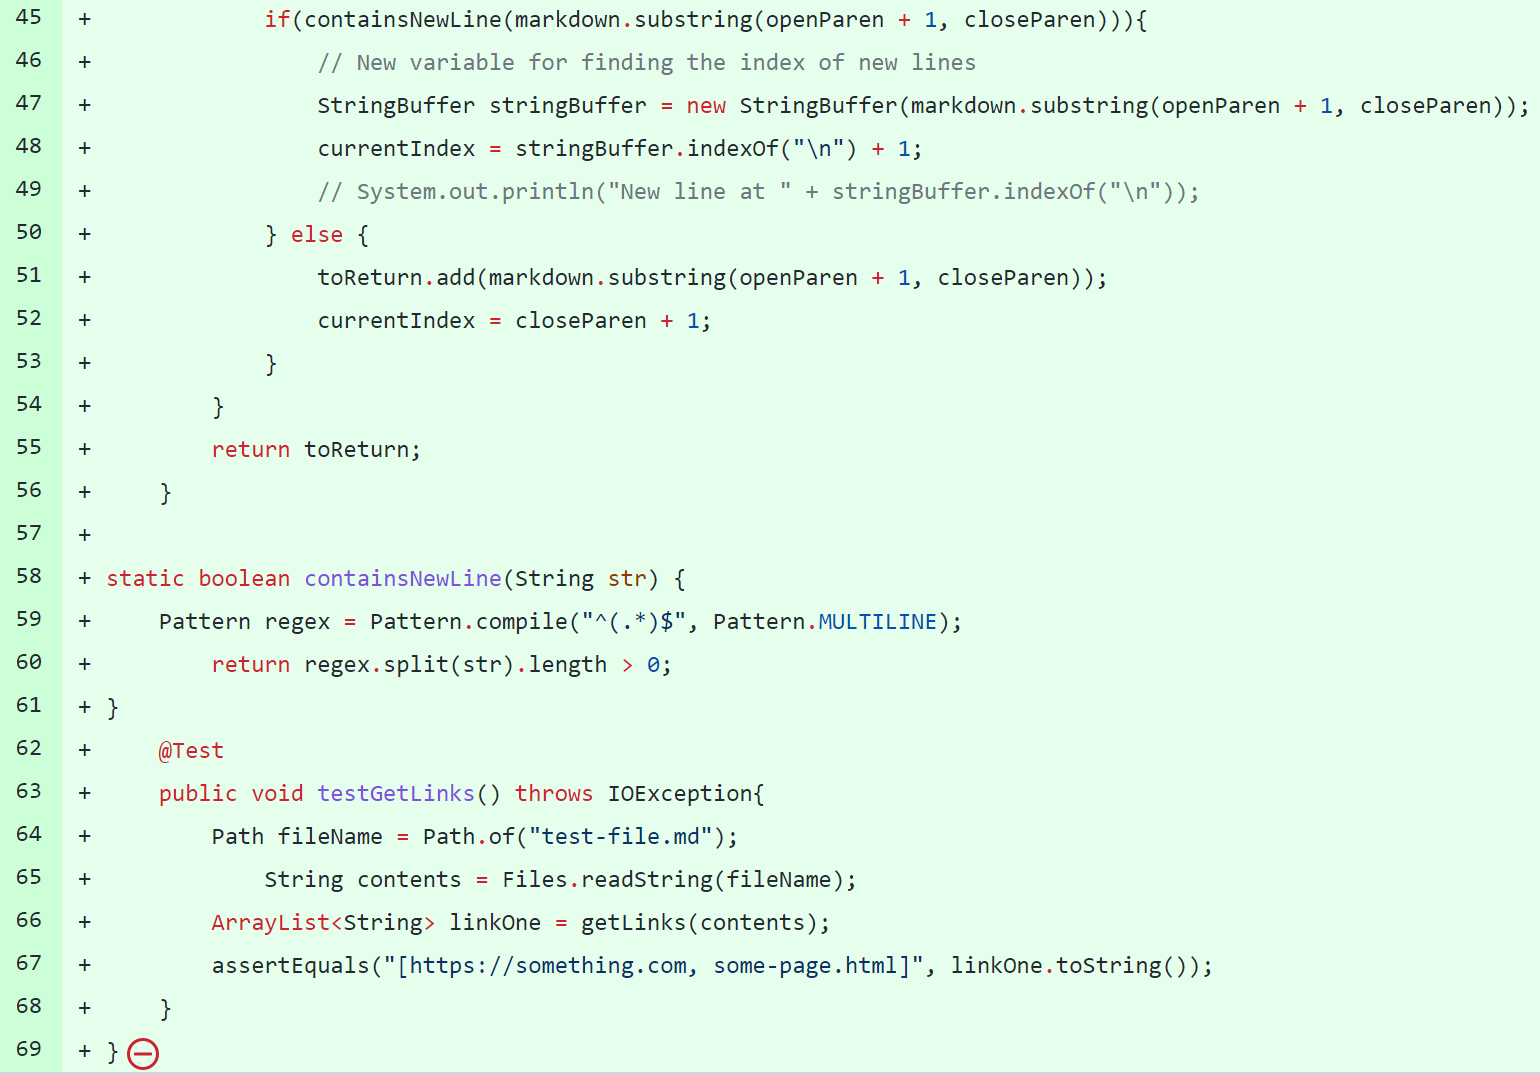 45 + if(containsNewLine(markdown.substring(openParen + 1, closeParen))){
46 + // New variable for finding the index of new lines
47 + StringBuffer stringBuffer = new StringBuffer(markdown.substring(openParen + 1, closeParen));
48 + currentIndex = stringBuffer.indexOf("\n") + 1;
49 + // System.out.println("New line at " + stringBuffer.indexOf("\n"));
50 + } else {
51 + toReturn.add(markdown.substring(openParen + 1, closeParen));
52 + currentIndex = closeParen + 1;
53 + }
54 + }
55 + return toReturn;
56 + }
57 +
58 + static boolean containsNewLine(String str) {
59 + Pattern regex = Pattern.compile("^(.*)$", Pattern.MULTILINE);
60 + return regex.split(str).length > 0;
61 + }
62 + @Test
63 + public void testGetLinks() throws IOException{
64 + Path fileName = Path.of("test-file.md");
65 + String contents = Files.readString(fileName);
66 + ArrayList<String> linkOne = getLinks(contents);
67 + assertEquals("[https://something.com, some-page.html]", linkOne.toString());
68 + }
69 + }